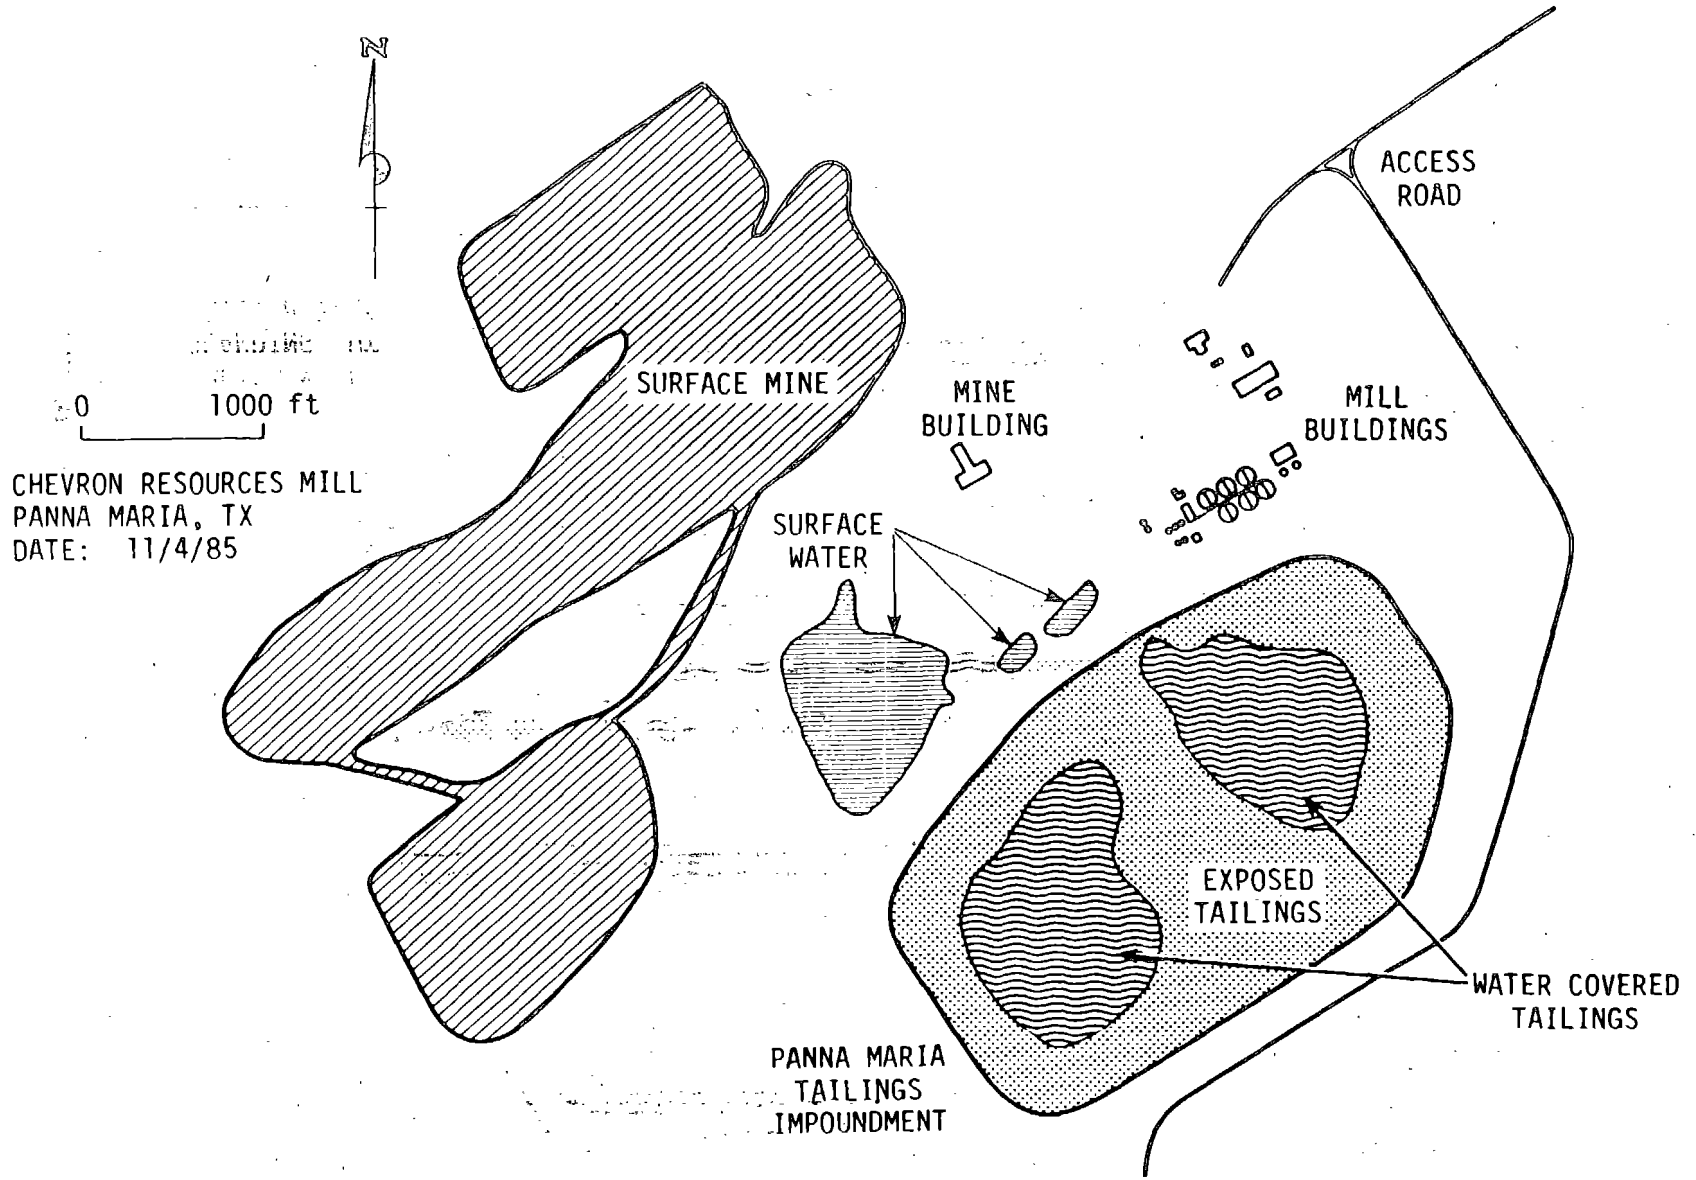 N
ACCESS
ROAD
SURFACE MINE
MINE
BUILDING
MILL
BUILDINGS
0 1000 ft
CHEVRON RESOURCES MILL
PANNA MARIA, TX
DATE: 11/4/85
SURFACE
WATER
EXPOSED
TAILINGS
WATER COVERED
TAILINGS
PANNA MARIA
TAILINGS
IMPOUNDMENT